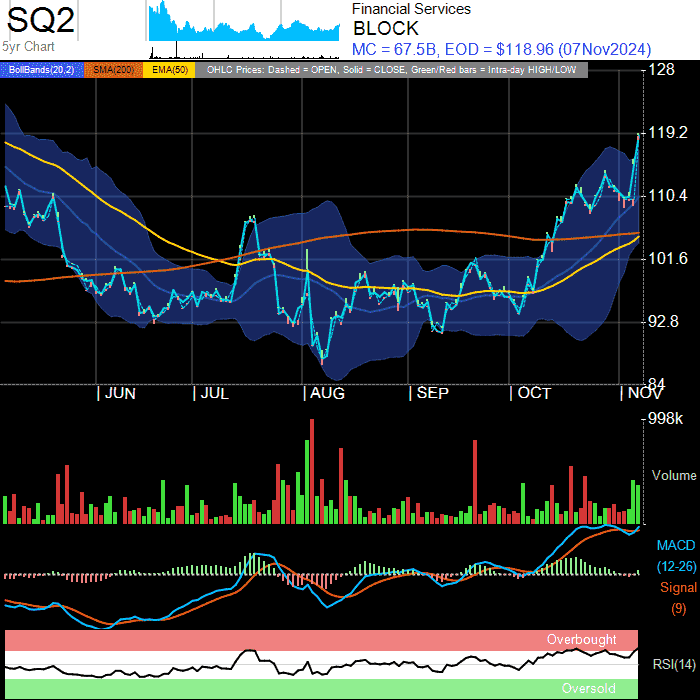 SQ2
5yr Chart
Financial Services
BLOCK
MC = 67.5B, EOD = $118.96 (07Nov2024)
BollBands(20,2) SMA(200) EMA(50) OHLC Prices: Dashed = OPEN, Solid = CLOSE, Green/Red bars = Intra-day HIGH/LOW
128
119.2
110.4
101.6
92.8
84
JUN JUL AUG SEP OCT NOV
998k
Volume
MACD
(12-26)
Signal
(9)
Overbought
RSI(14)
Oversold